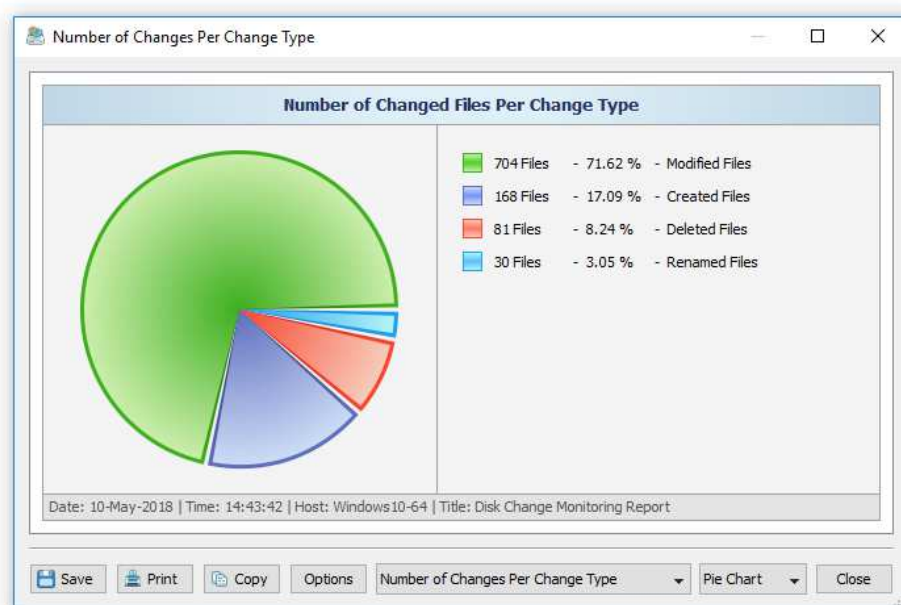 Number of Changes Per Change Type
Number of Changed Files Per Change Type
704 Files - 71.62 % - Modified Files
168 Files - 17.09 % - Created Files
81 Files - 8.24 % - Deleted Files
30 Files - 3.05 % - Renamed Files
Date: 10-May-2018 | Time: 14:43:42 | Host: Windows10-64 | Title: Disk Change Monitoring Report
Save Print Copy Options Number of Changes Per Change Type Pie Chart Close